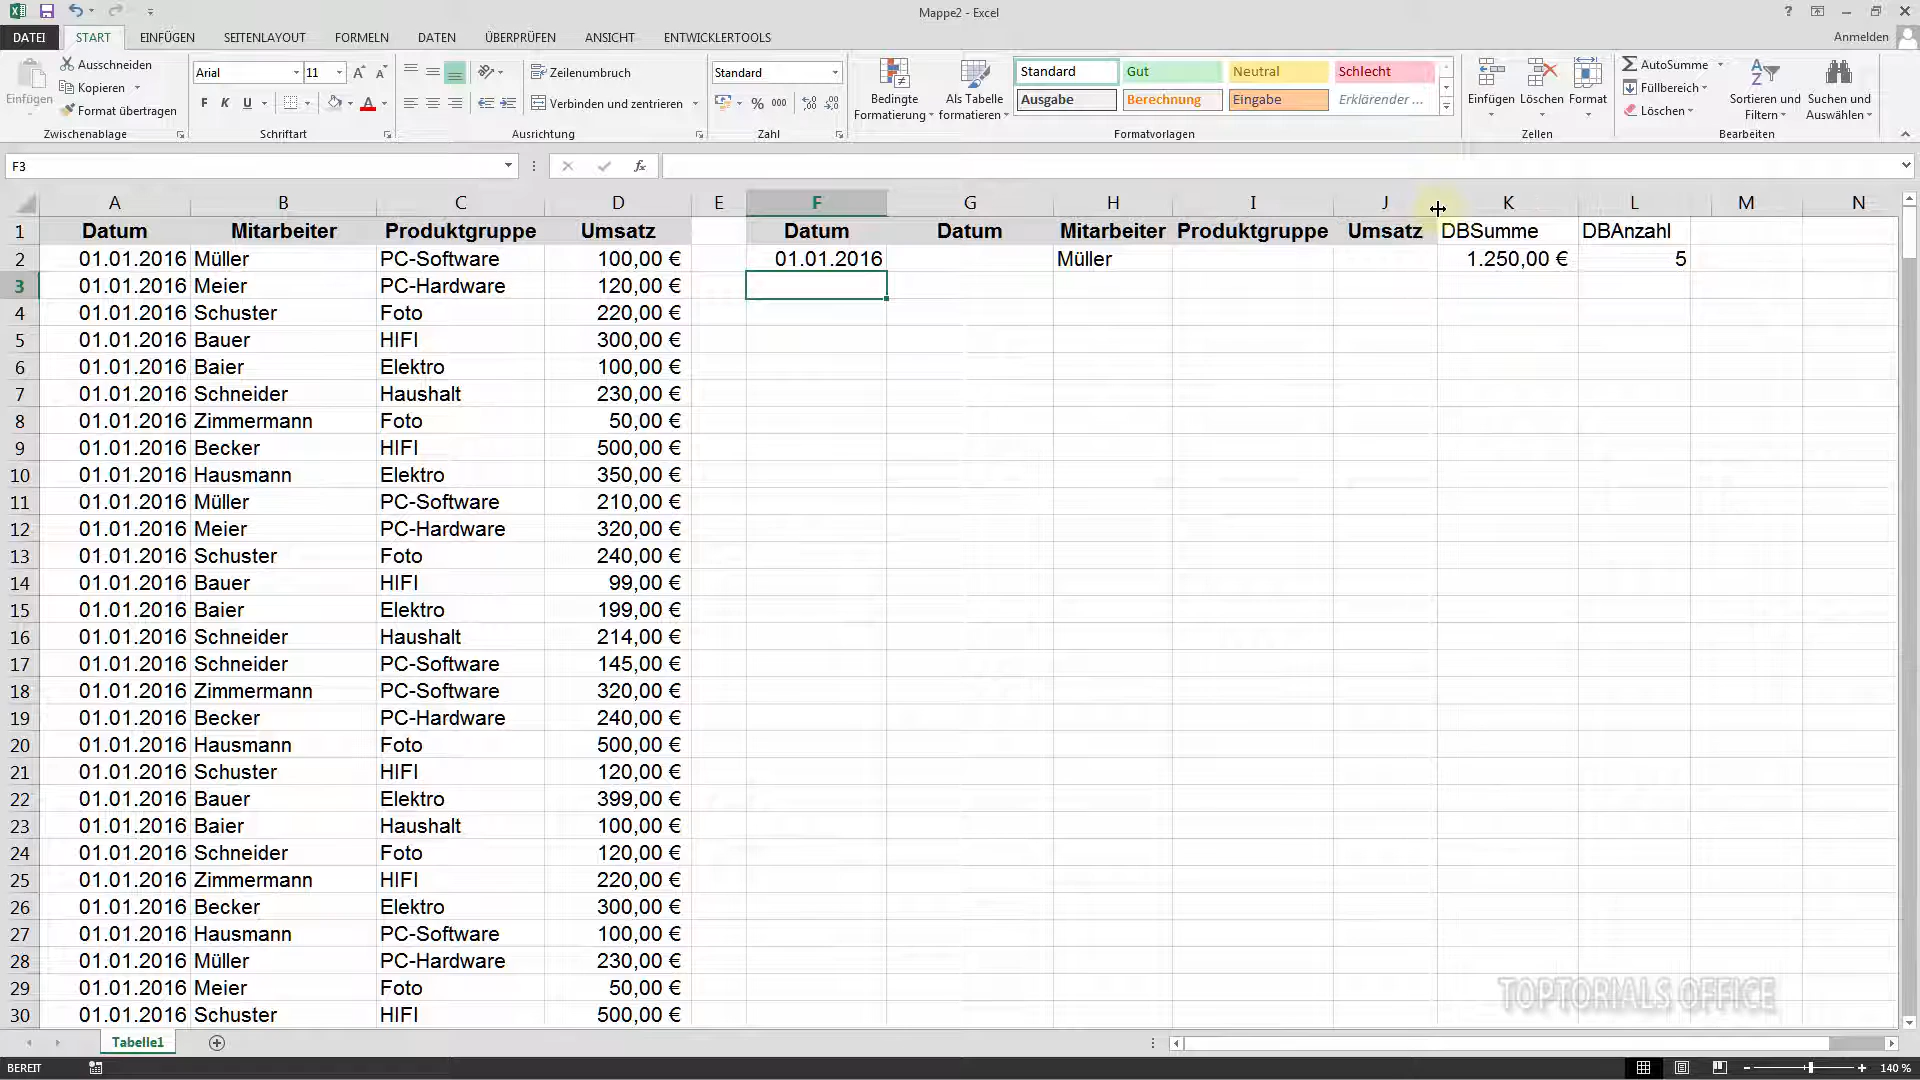 Mappe2 - Excel
?
DATEI START EINFÜGEN SEITENLAYOUT FORMELN DATEN ÜBERPRÜFEN ANSICHT ENTWICKLERTOOLS Anmelden
Einfügen
Ausschneiden
Kopieren
Format übertragen
Zwischenablage
Arial 11
F K U
Schriftart
Zeilenumbruch
Verbinden und zentrieren
Ausrichtung
Standard
% 000
Zahl
Bedingte Formatierung
Als Tabelle formatieren
Standard Gut Neutral Schlecht
Ausgabe Berechnung Eingabe Erklärender ...
Formatvorlagen
Einfügen Löschen Format
Zellen
AutoSumme
Füllbereich
Löschen
Sortieren und Filtern
Suchen und Auswählen
Bearbeiten
F3 fx
A B C D E F G H I J K L M N
1 Datum Mitarbeiter Produktgruppe Umsatz Datum Datum Mitarbeiter Produktgruppe Umsatz DBSumme DBAnzahl
2 01.01.2016 Müller PC-Software 100,00 € 01.01.2016 Müller 1.250,00 € 5
3 01.01.2016 Meier PC-Hardware 120,00 €
4 01.01.2016 Schuster Foto 220,00 €
5 01.01.2016 Bauer HIFI 300,00 €
6 01.01.2016 Baier Elektro 100,00 €
7 01.01.2016 Schneider Haushalt 230,00 €
8 01.01.2016 Zimmermann Foto 50,00 €
9 01.01.2016 Becker HIFI 500,00 €
10 01.01.2016 Hausmann Elektro 350,00 €
11 01.01.2016 Müller PC-Software 210,00 €
12 01.01.2016 Meier PC-Hardware 320,00 €
13 01.01.2016 Schuster Foto 240,00 €
14 01.01.2016 Bauer HIFI 99,00 €
15 01.01.2016 Baier Elektro 199,00 €
16 01.01.2016 Schneider Haushalt 214,00 €
17 01.01.2016 Schneider PC-Software 145,00 €
18 01.01.2016 Zimmermann PC-Software 320,00 €
19 01.01.2016 Becker PC-Hardware 240,00 €
20 01.01.2016 Hausmann Foto 500,00 €
21 01.01.2016 Schuster HIFI 120,00 €
22 01.01.2016 Bauer Elektro 399,00 €
23 01.01.2016 Baier Haushalt 100,00 €
24 01.01.2016 Schneider Foto 120,00 €
25 01.01.2016 Zimmermann HIFI 220,00 €
26 01.01.2016 Becker Elektro 300,00 €
27 01.01.2016 Hausmann PC-Software 100,00 €
28 01.01.2016 Müller PC-Hardware 230,00 €
29 01.01.2016 Meier Foto 50,00 €
30 01.01.2016 Schuster HIFI 500,00 €
TOPTORIALS OFFICE
Tabelle1
BEREIT 140 %